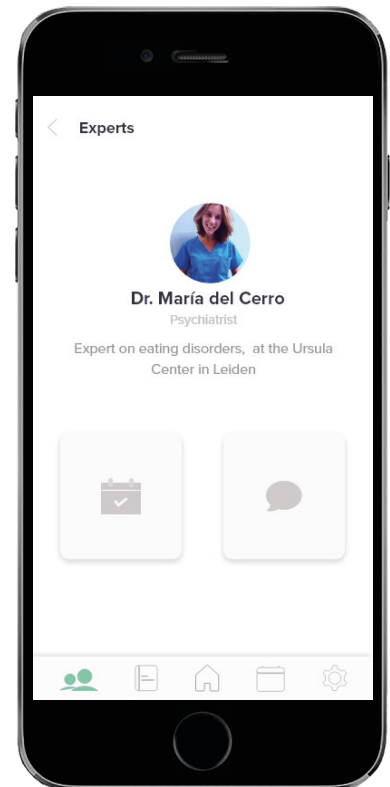 Experts
Dr. María del Cerro
Psychiatrist
Expert on eating disorders, at the Ursula
Center in Leiden